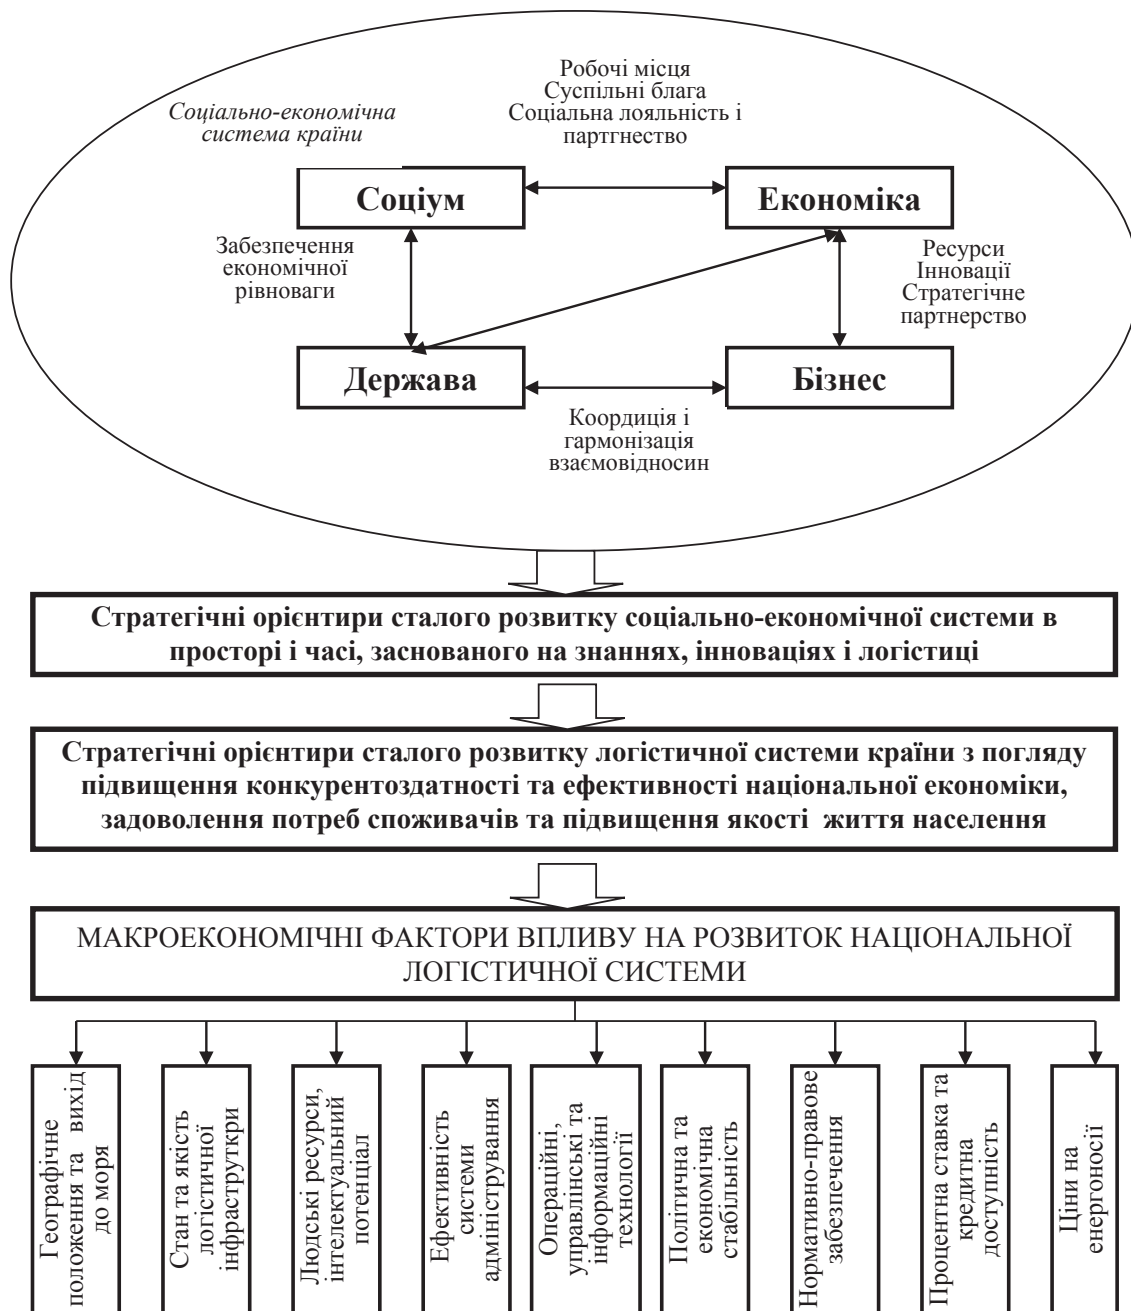 Робочі місця
Суспільні блага
Соціальна лояльність і
партгнество
Соціально-економічна
система країни
Соціум
Економіка
Забезпечення
економічної
рівноваги
Ресурси
Інновації
Стратегічне
партнерство
Держава
Бізнес
Коордиція і
гармонізація
взаємовідносин
Стратегічні орієнтири сталого розвитку соціально-економічної системи в
просторі і часі, заснованого на знаннях, інноваціях і логістиці
Стратегічні орієнтири сталого розвитку логістичної системи країни з погляду
підвищення конкурентоздатності та ефективності національної економіки,
задоволення потреб споживачів та підвищення якості життя населення
МАКРОЕКОНОМІЧНІ ФАКТОРИ ВПЛИВУ НА РОЗВИТОК НАЦІОНАЛЬНОЇ
ЛОГІСТИЧНОЇ СИСТЕМИ
Географічне
положення та вихід
до моря
Стан та якість
логістичної
інфраструткри
Людські ресурси,
інтелектуальний
потенціал
Ефективність
системи
адміністрування
Операційні,
управлінські та
інформаційні
технології
Політична та
економічна
стабільність
Нормативно-правове
забезпечення
Процентна ставка та
кредитна
доступність
Ціни на
енергоносії